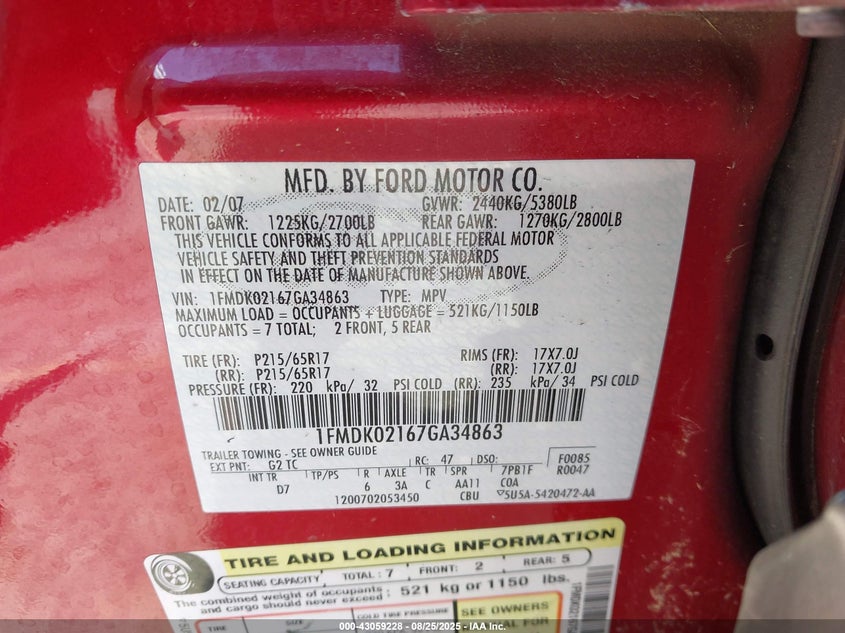 MFD. BY FORD MOTOR CO.
DATE: 02/07 GVWR: 2440KG/5380LB
FRONT GAWR: 1225KG/2700LB REAR GAWR: 1270KG/2800LB
THIS VEHICLE CONFORMS TO ALL APPLICABLE FEDERAL MOTOR
VEHICLE SAFETY AND THEFT PREVENTION STANDARDS
IN EFFECT ON THE DATE OF MANUFACTURE SHOWN ABOVE.
VIN: 1FMDK02167GA34863 TYPE: MPV
MAXIMUM LOAD = OCCUPANTS + LUGGAGE = 521KG/1150LB
OCCUPANTS = 7 TOTAL; 2 FRONT, 5 REAR
TIRE (FR): P215/65R17 RIMS (FR): 17X7.0J
(RR): P215/65R17 (RR): 17X7.0J
PRESSURE (FR): 220 kPa/ 32 PSI COLD (RR): 235 kPa/ 34 PSI COLD
1FMDK02167GA34863
TRAILER TOWING - SEE OWNER GUIDE
EXT PNT: G2 TC RC: 47 DSO: F0085
INT TR TP/PS R AXLE TR SPR 7PB1F R0047
D7 6 3A C AA11 C0A
1200702053450 CBU 5U5A-5420472-AA
TIRE AND LOADING INFORMATION
SEATING CAPACITY TOTAL: 7 FRONT: 2 REAR: 5
The combined weight of occupants
and cargo should never exceed: 521 kg or 1150 lbs.
COLD TIRE PRESSURE SEE OWNERS
000-43059228 - 08/25/2025 - IAA Inc.